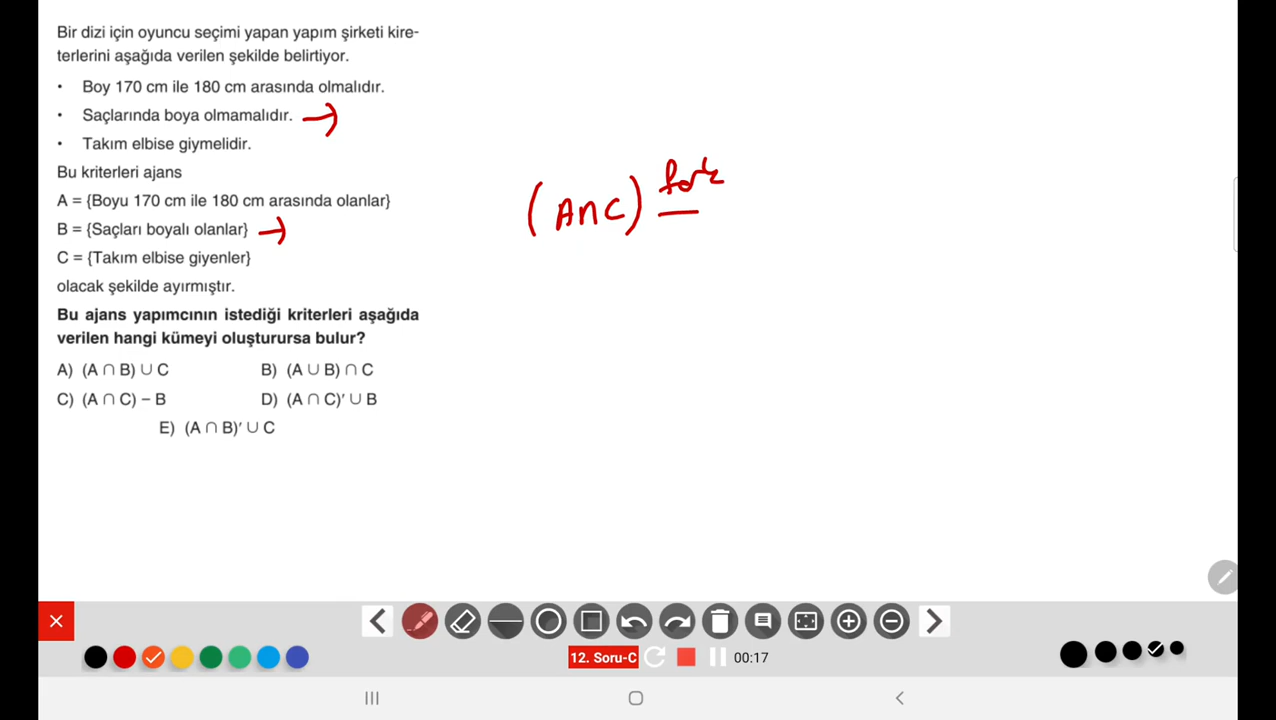 Bir dizi için oyuncu seçimi yapan yapım şirketi kire-
terlerini aşağıda verilen şekilde belirtiyor.
• Boy 170 cm ile 180 cm arasında olmalıdır.
• Saçlarında boya olmamalıdır. →
• Takım elbise giymelidir.
Bu kriterleri ajans
A = {Boyu 170 cm ile 180 cm arasında olanlar}
B = {Saçları boyalı olanlar} →
C = {Takım elbise giyenler}
olacak şekilde ayırmıştır.
Bu ajans yapımcının istediği kriterleri aşağıda
verilen hangi kümeyi oluşturursa bulur?
A) (A ∩ B) ∪ C B) (A ∪ B) ∩ C
C) (A ∩ C) − B D) (A ∩ C)′ ∪ B
E) (A ∩ B)′ ∪ C
fark
(A∩C) —
12. Soru-C 00:17